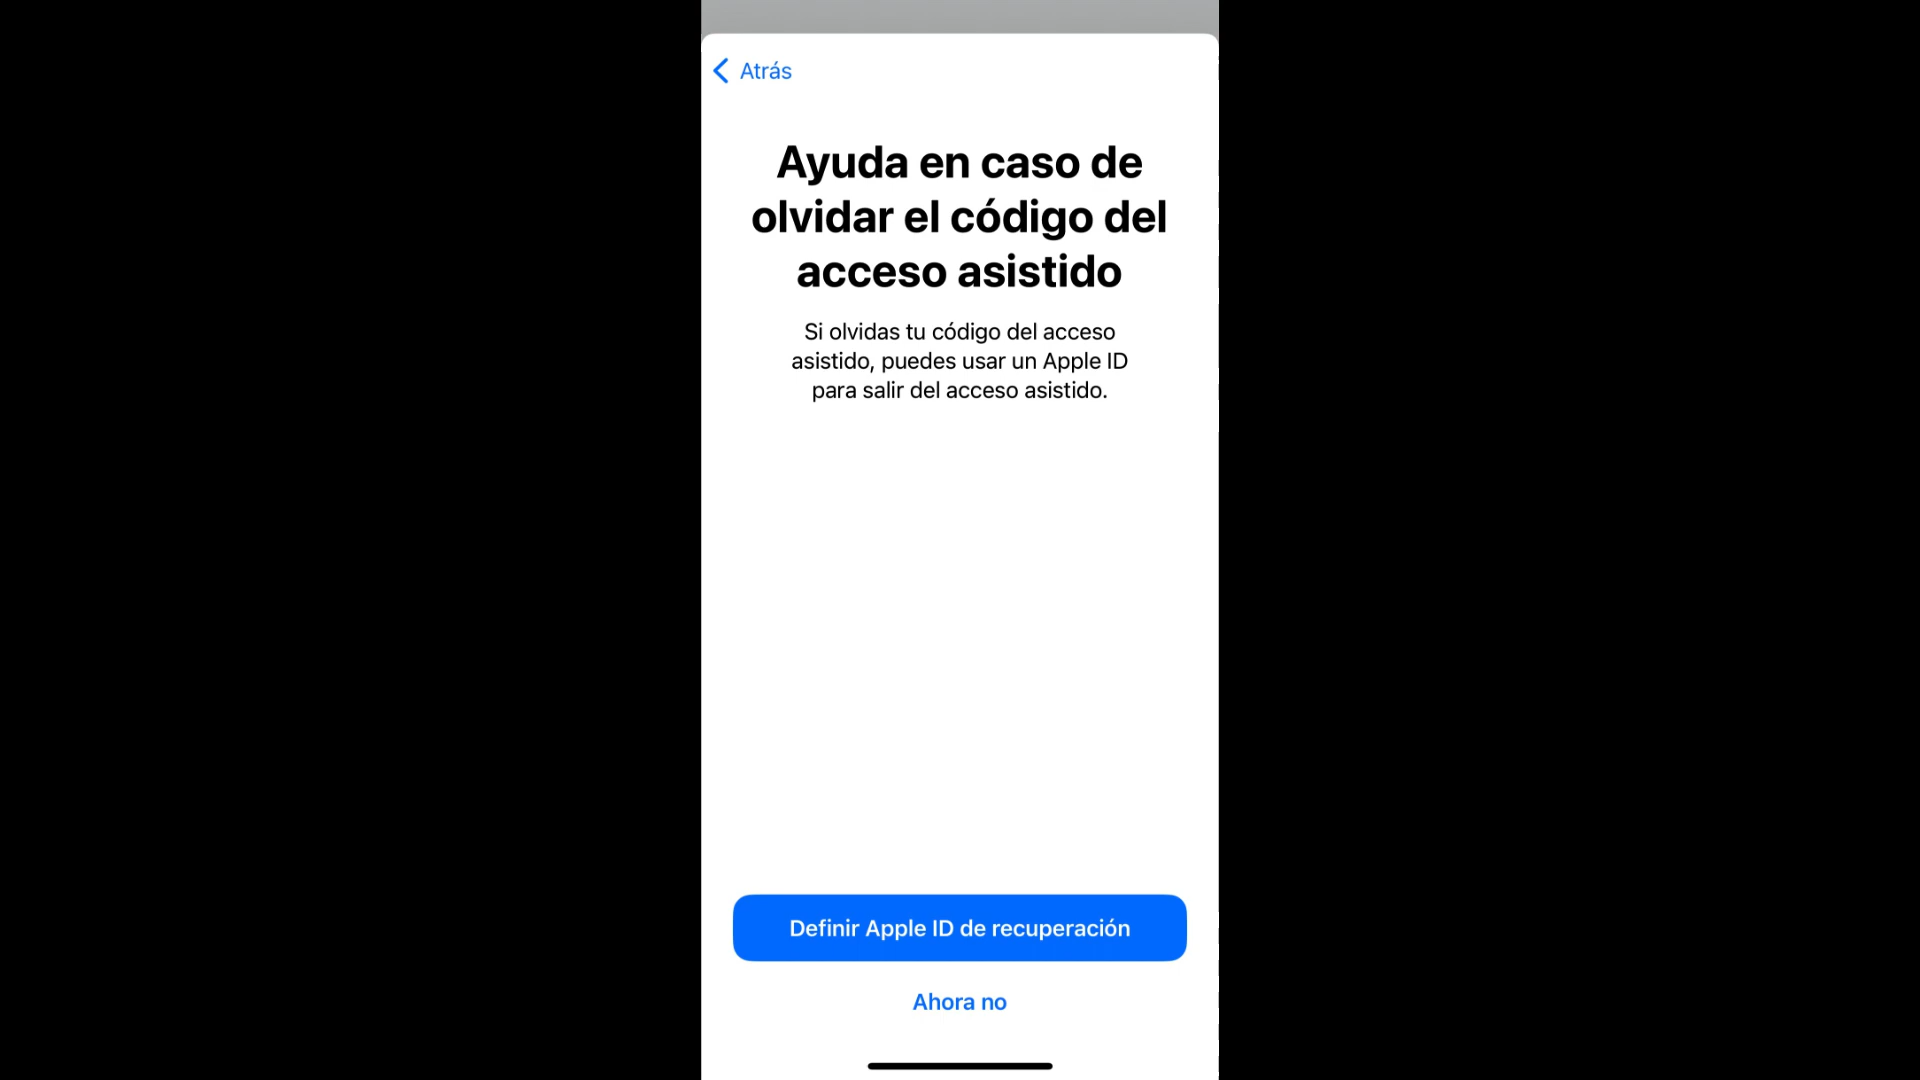 Atrás
Ayuda en caso de
olvidar el código del
acceso asistido
Si olvidas tu código del acceso
asistido, puedes usar un Apple ID
para salir del acceso asistido.
Definir Apple ID de recuperación
Ahora no